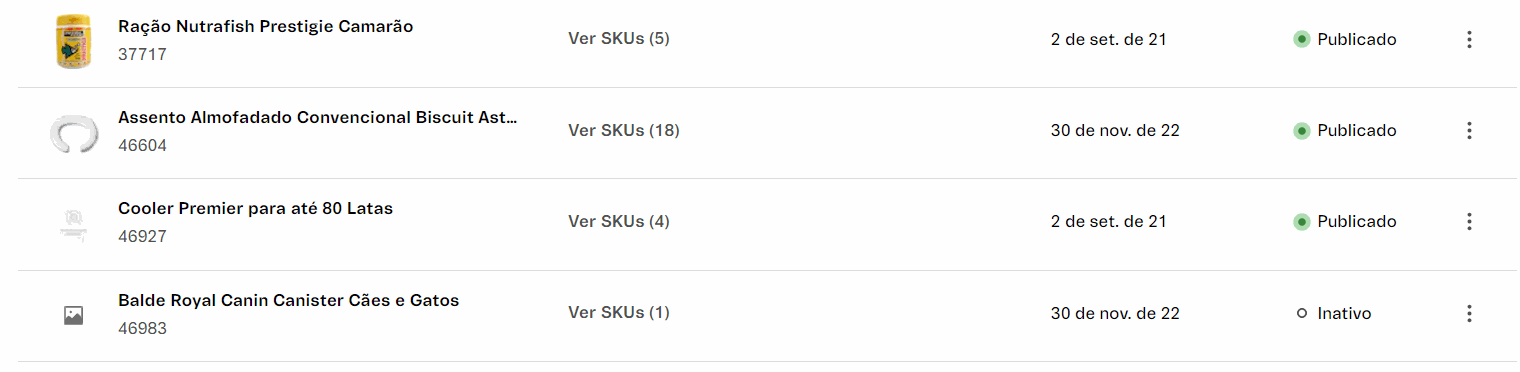 Ração Nutrafish Prestigie Camarão
37717
Ver SKUs (5)
2 de set. de 21
Publicado
Assento Almofadado Convencional Biscuit Ast...
46604
Ver SKUs (18)
30 de nov. de 22
Publicado
Cooler Premier para até 80 Latas
46927
Ver SKUs (4)
2 de set. de 21
Publicado
Balde Royal Canin Canister Cães e Gatos
46983
Ver SKUs (1)
30 de nov. de 22
Inativo